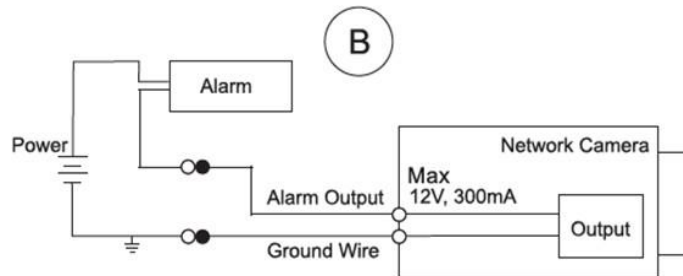 B
Alarm
Power
Network Camera
Max
12V, 300mA
Alarm Output
Output
Ground Wire